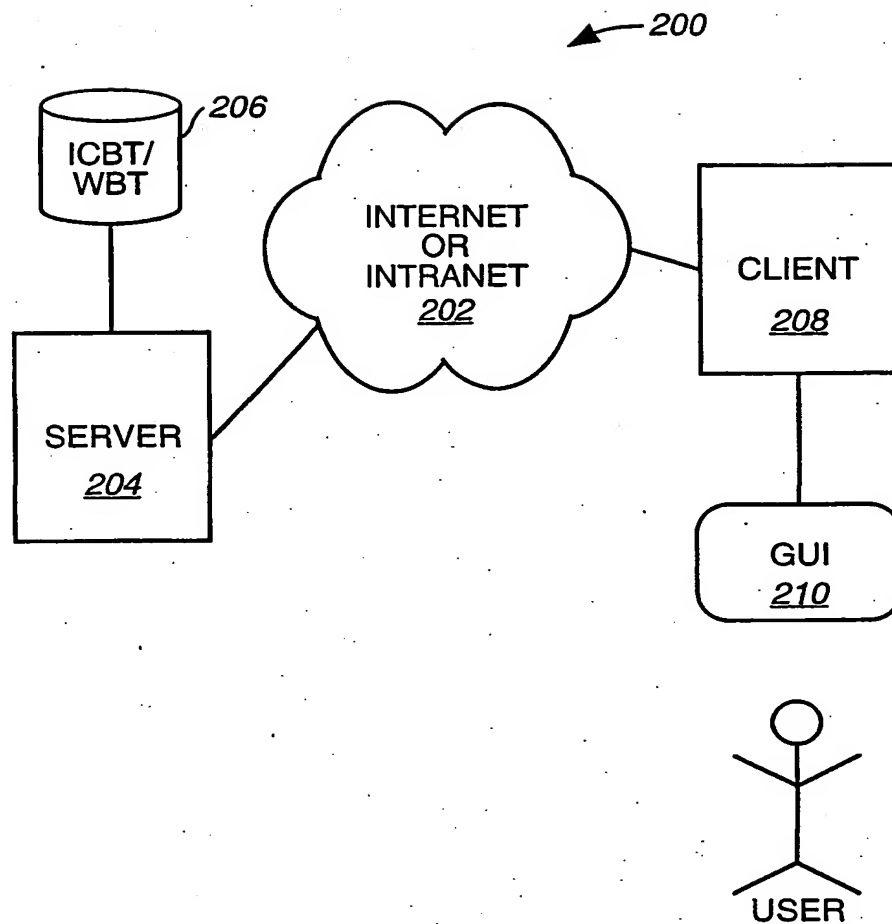 200
206
ICBT/
WBT
INTERNET
OR
INTRANET
202
CLIENT
208
SERVER
204
GUI
210
USER